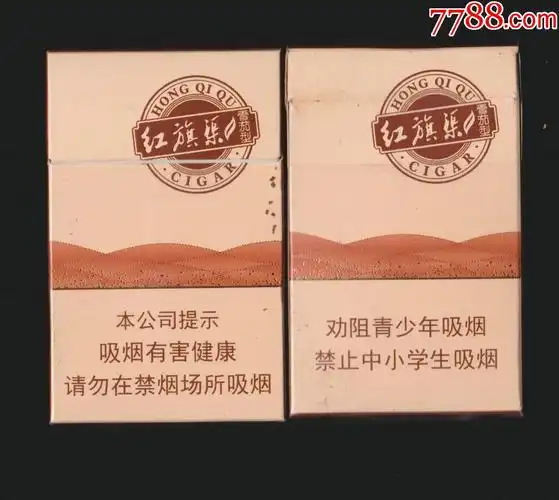 7788.com
HONG QI QU
红旗渠
雪茄型
CIGAR
本公司提示
吸烟有害健康
请勿在禁烟场所吸烟
HONG QI QU
红旗渠
雪茄型
CIGAR
劝阻青少年吸烟
禁止中小学生吸烟